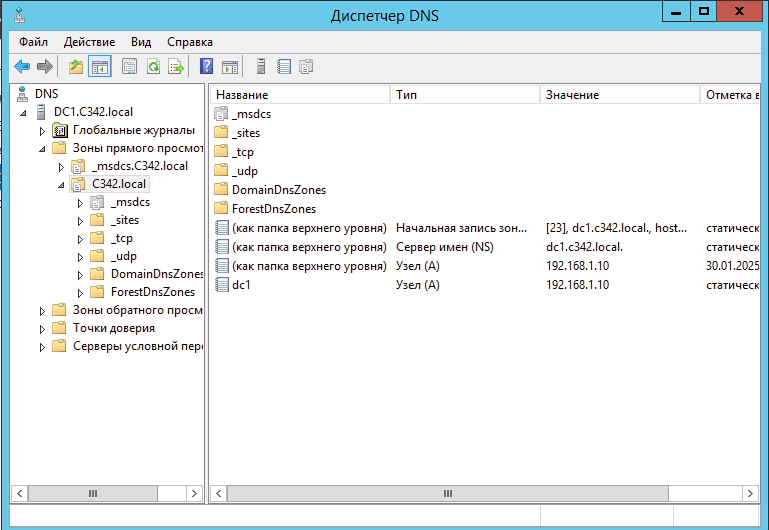 Диспетчер DNS
Файл Действие Вид Справка
DNS
DC1.C342.local
Глобальные журналы
Зоны прямого просмот
_msdcs.C342.local
C342.local
_msdcs
_sites
_tcp
_udp
DomainDnsZones
ForestDnsZones
Зоны обратного просм
Точки доверия
Серверы условной пер
Название Тип Значение Отметка в
_msdcs
_sites
_tcp
_udp
DomainDnsZones
ForestDnsZones
(как папка верхнего уровня) Начальная запись зон... [23], dc1.c342.local., host... статическ
(как папка верхнего уровня) Сервер имен (NS) dc1.c342.local. статическ
(как папка верхнего уровня) Узел (A) 192.168.1.10 30.01.2025
dc1 Узел (A) 192.168.1.10 статическ